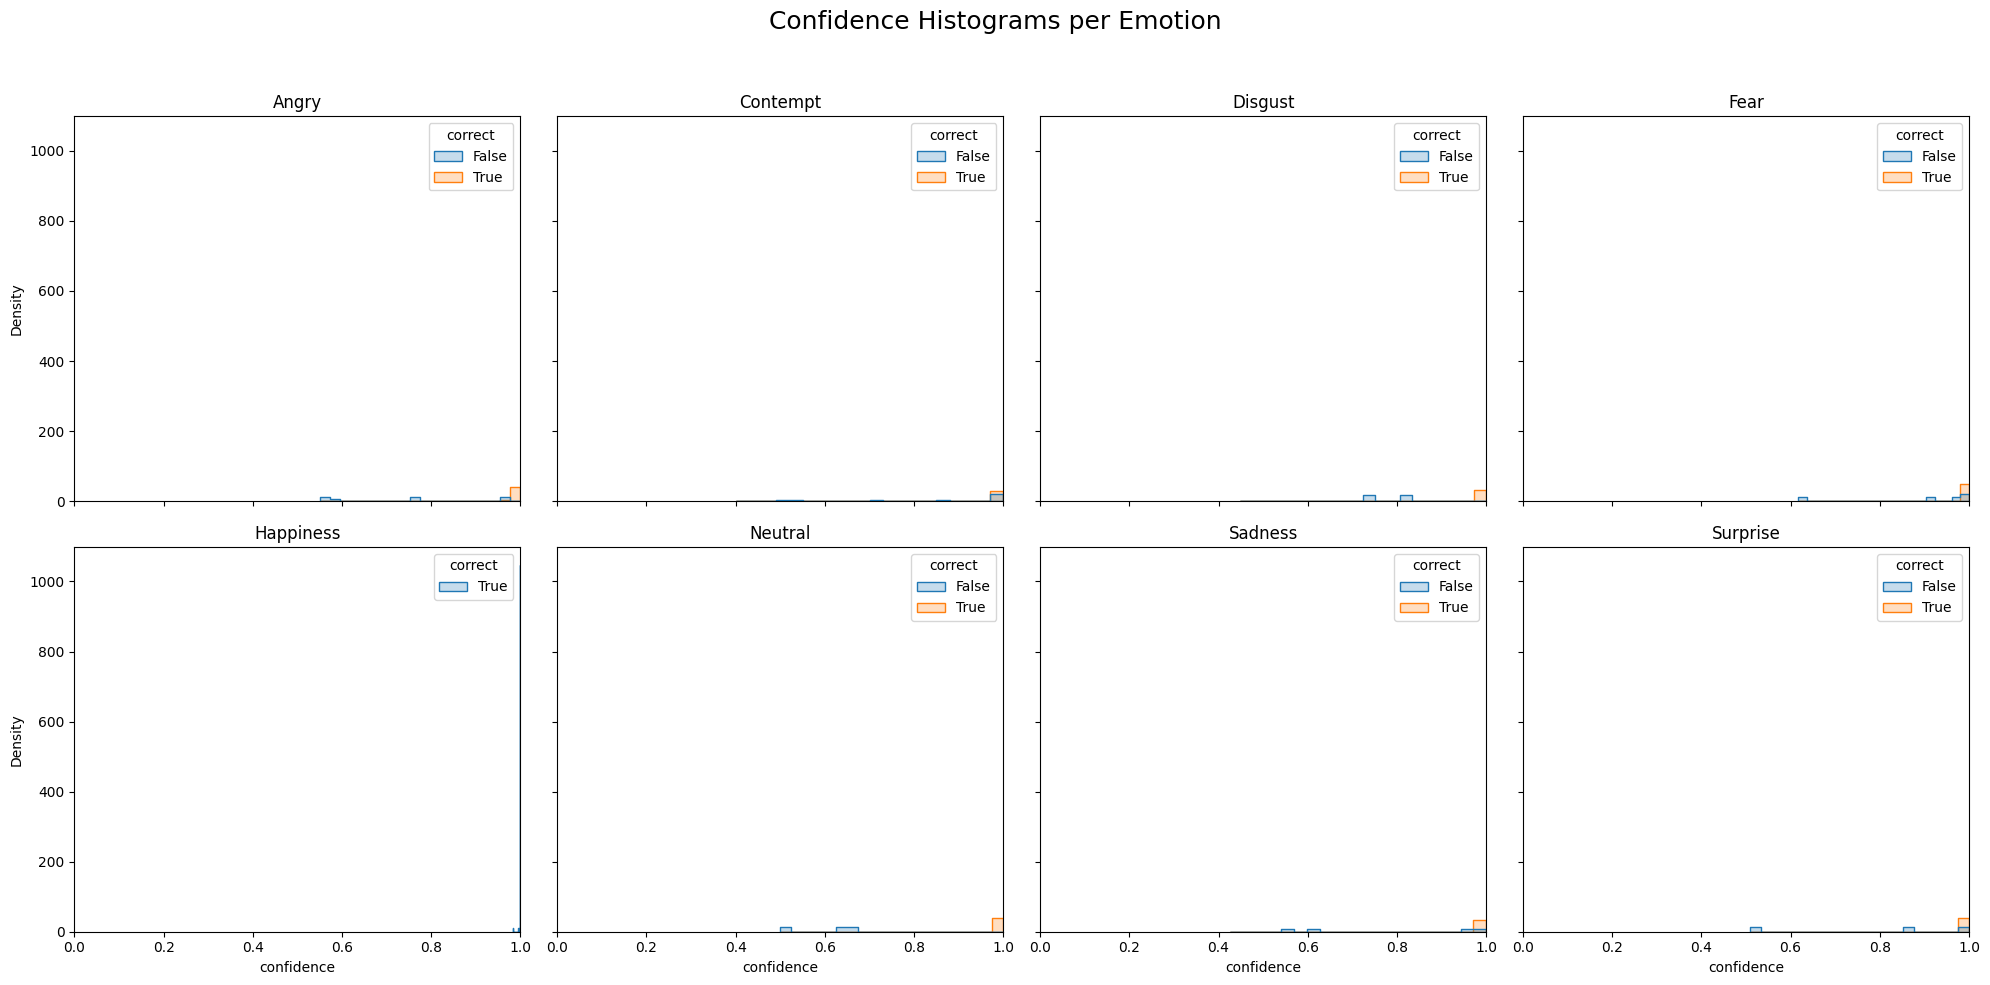 Confidence Histograms per Emotion
Angry
Contempt
Disgust
Fear
correct
False
True
correct
False
True
correct
False
True
correct
False
True
Density
1000
800
600
400
200
0
Happiness
Neutral
Sadness
Surprise
correct
True
correct
False
True
correct
False
True
correct
False
True
Density
1000
800
600
400
200
0
0.0 0.2 0.4 0.6 0.8 1.0
0.0 0.2 0.4 0.6 0.8 1.0
0.0 0.2 0.4 0.6 0.8 1.0
0.0 0.2 0.4 0.6 0.8 1.0
confidence
confidence
confidence
confidence